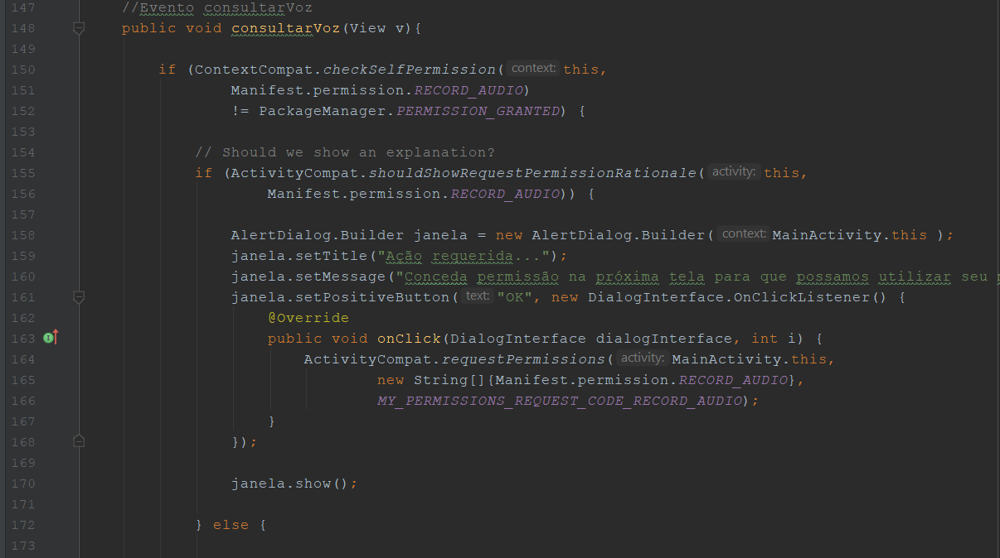 147 //Evento consultarVoz
148 public void consultarVoz(View v){
149
150 if (ContextCompat.checkSelfPermission( context: this,
151 Manifest.permission.RECORD_AUDIO)
152 != PackageManager.PERMISSION_GRANTED) {
153
154 // Should we show an explanation?
155 if (ActivityCompat.shouldShowRequestPermissionRationale( activity: this,
156 Manifest.permission.RECORD_AUDIO)) {
157
158 AlertDialog.Builder janela = new AlertDialog.Builder( context: MainActivity.this );
159 janela.setTitle("Ação requerida...");
160 janela.setMessage("Conceda permissão na próxima tela para que possamos utilizar seu
161 janela.setPositiveButton( text: "OK", new DialogInterface.OnClickListener() {
162 @Override
163 public void onClick(DialogInterface dialogInterface, int i) {
164 ActivityCompat.requestPermissions( activity: MainActivity.this,
165 new String[]{Manifest.permission.RECORD_AUDIO},
166 MY_PERMISSIONS_REQUEST_CODE_RECORD_AUDIO);
167 }
168 });
169
170 janela.show();
171
172 } else {
173